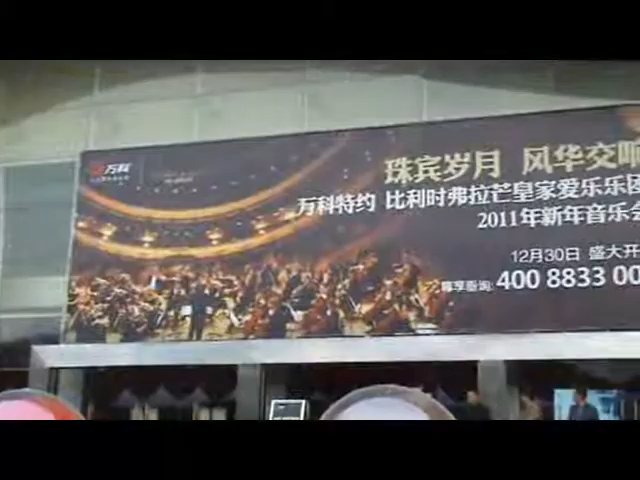 万科
珠宾岁月 风华交响
万科特约 比利时弗拉芒皇家爱乐乐团
2011年新年音乐会
12月30日 盛大开
尊享咨询:400 8833 00